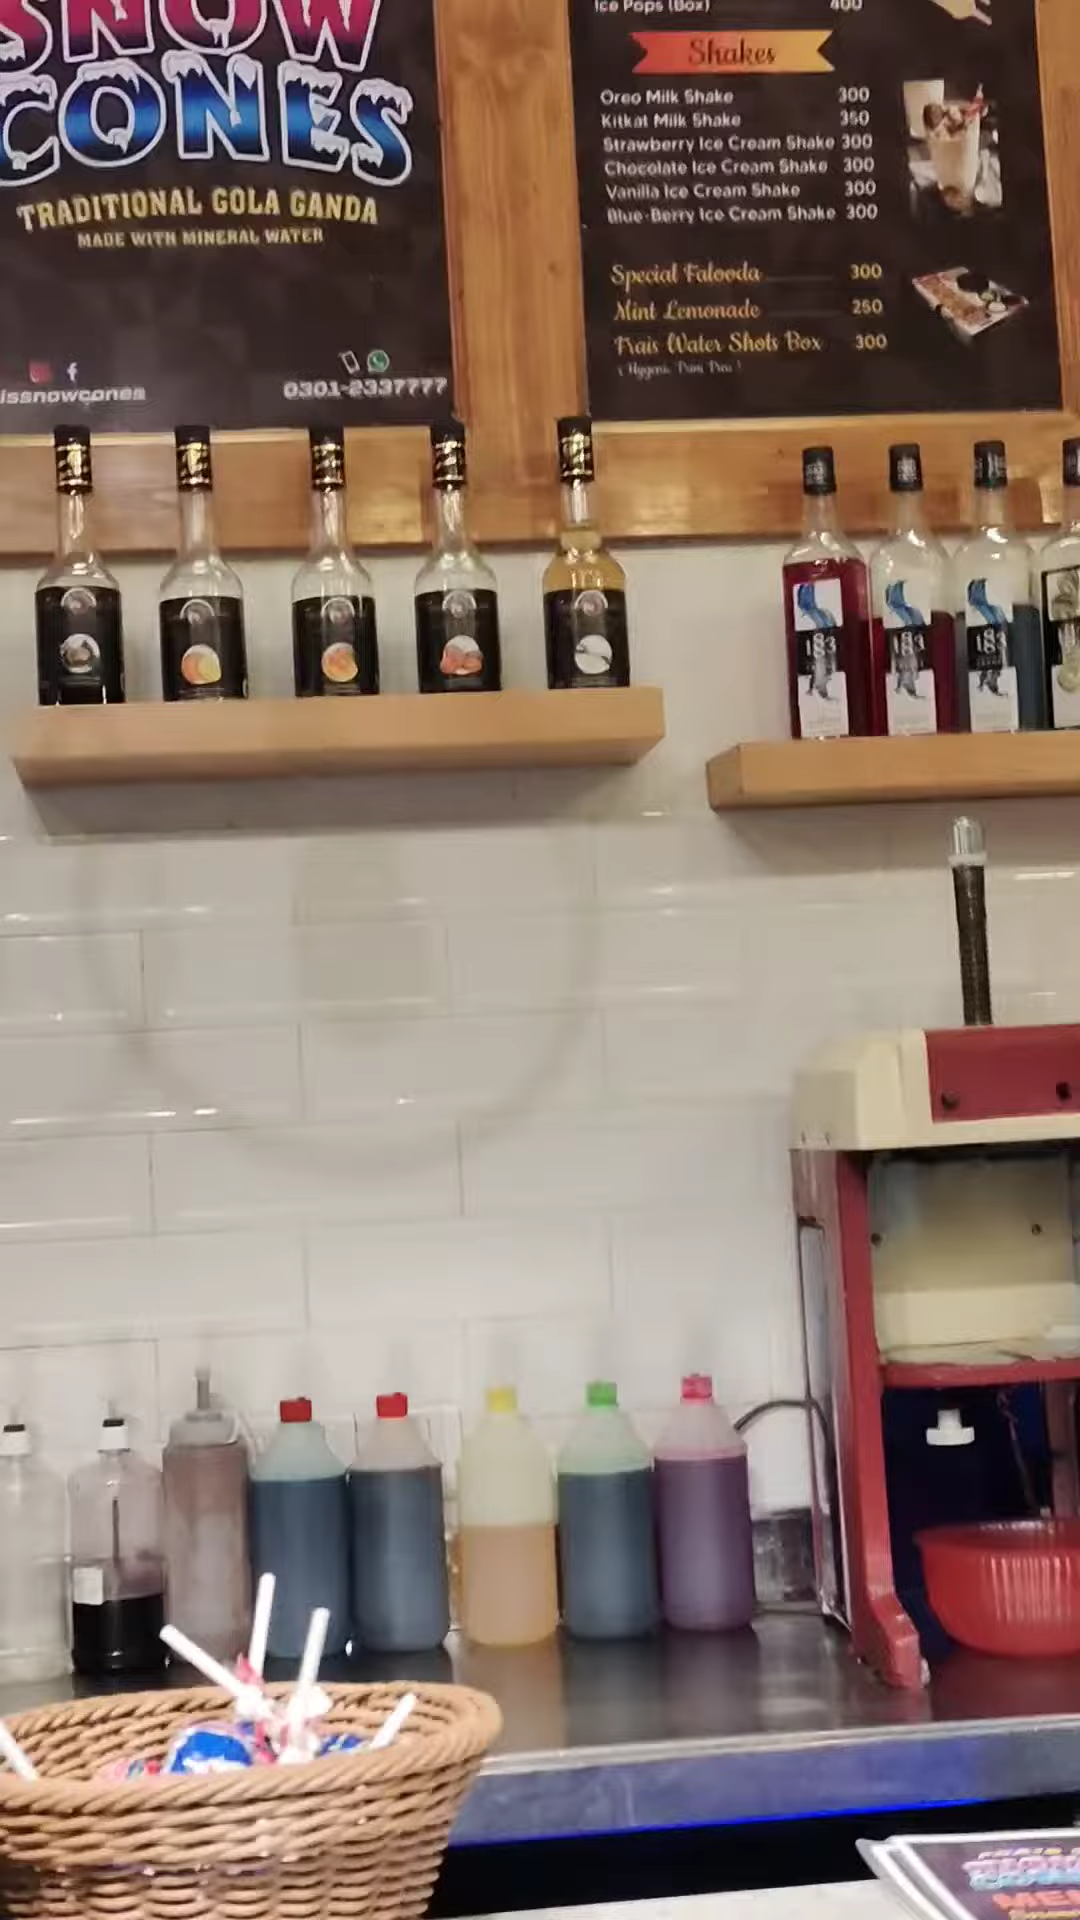 SNOW
CONES
TRADITIONAL GOLA GANDA
MADE WITH MINERAL WATER
issnowcones
0301-2337777
Ice Pops (Box) 400
Shakes
Oreo Milk Shake 300
Kitkat Milk Shake 350
Strawberry Ice Cream Shake 300
Chocolate Ice Cream Shake 300
Vanilla Ice Cream Shake 300
Blue-Berry Ice Cream Shake 300
Special Falooda 300
Mint Lemonade 250
Frais Water Shots Box 300
183
183
183